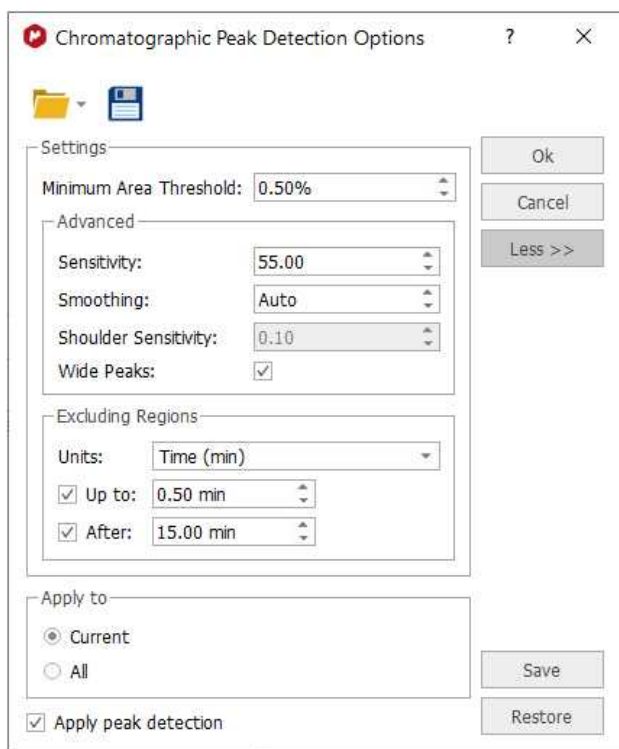 Chromatographic Peak Detection Options ?
Settings
Minimum Area Threshold: 0.50%
Advanced
Sensitivity: 55.00
Smoothing: Auto
Shoulder Sensitivity: 0.10
Wide Peaks:
Excluding Regions
Units: Time (min)
Up to: 0.50 min
After: 15.00 min
Apply to
Current
All
Apply peak detection
Ok
Cancel
Less >>
Save
Restore